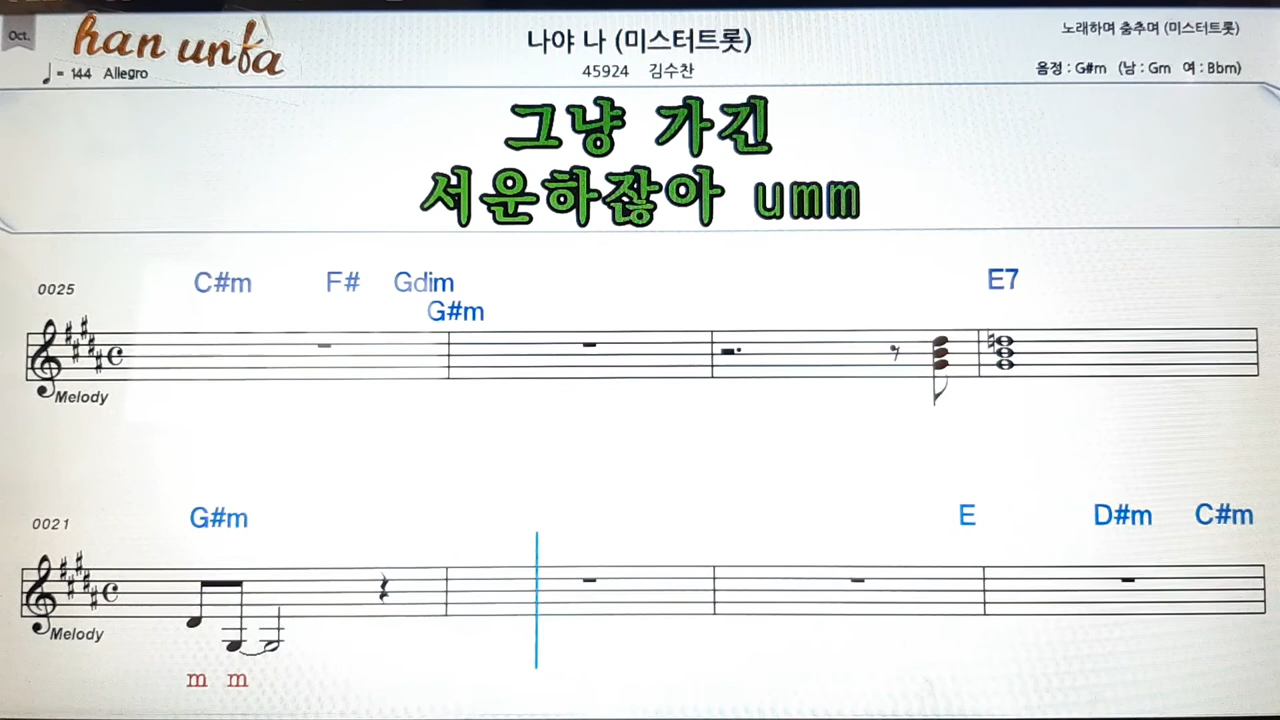 Oct.
han unfa
♩ = 144 Allegro
나야 나 (미스터트롯)
45924 김수찬
노래하며 춤추며 (미스터트롯)
음정 : G#m (남 : Gm 여 : Bbm)
그냥 가긴
서운하잖아 umm
0025
C#m F# Gdim E7
G#m
Melody
0021
G#m E D#m C#m
Melody
m m